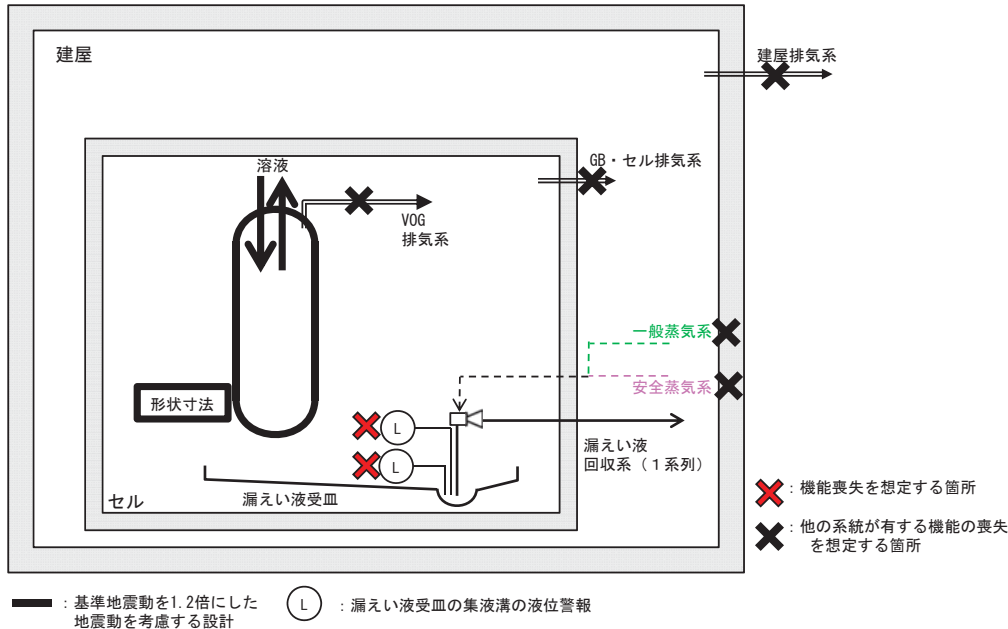 建屋
建屋排気系
溶液
GB・セル排気系
VOG
排気系
一般蒸気系
安全蒸気系
形状寸法
L
L
漏えい液
回収系（１系列）
漏えい液受皿
セル
：機能喪失を想定する箇所
：他の系統が有する機能の喪失
を想定する箇所
：基準地震動を1.2倍にした
地震動を考慮する設計
L
：漏えい液受皿の集液溝の液位警報